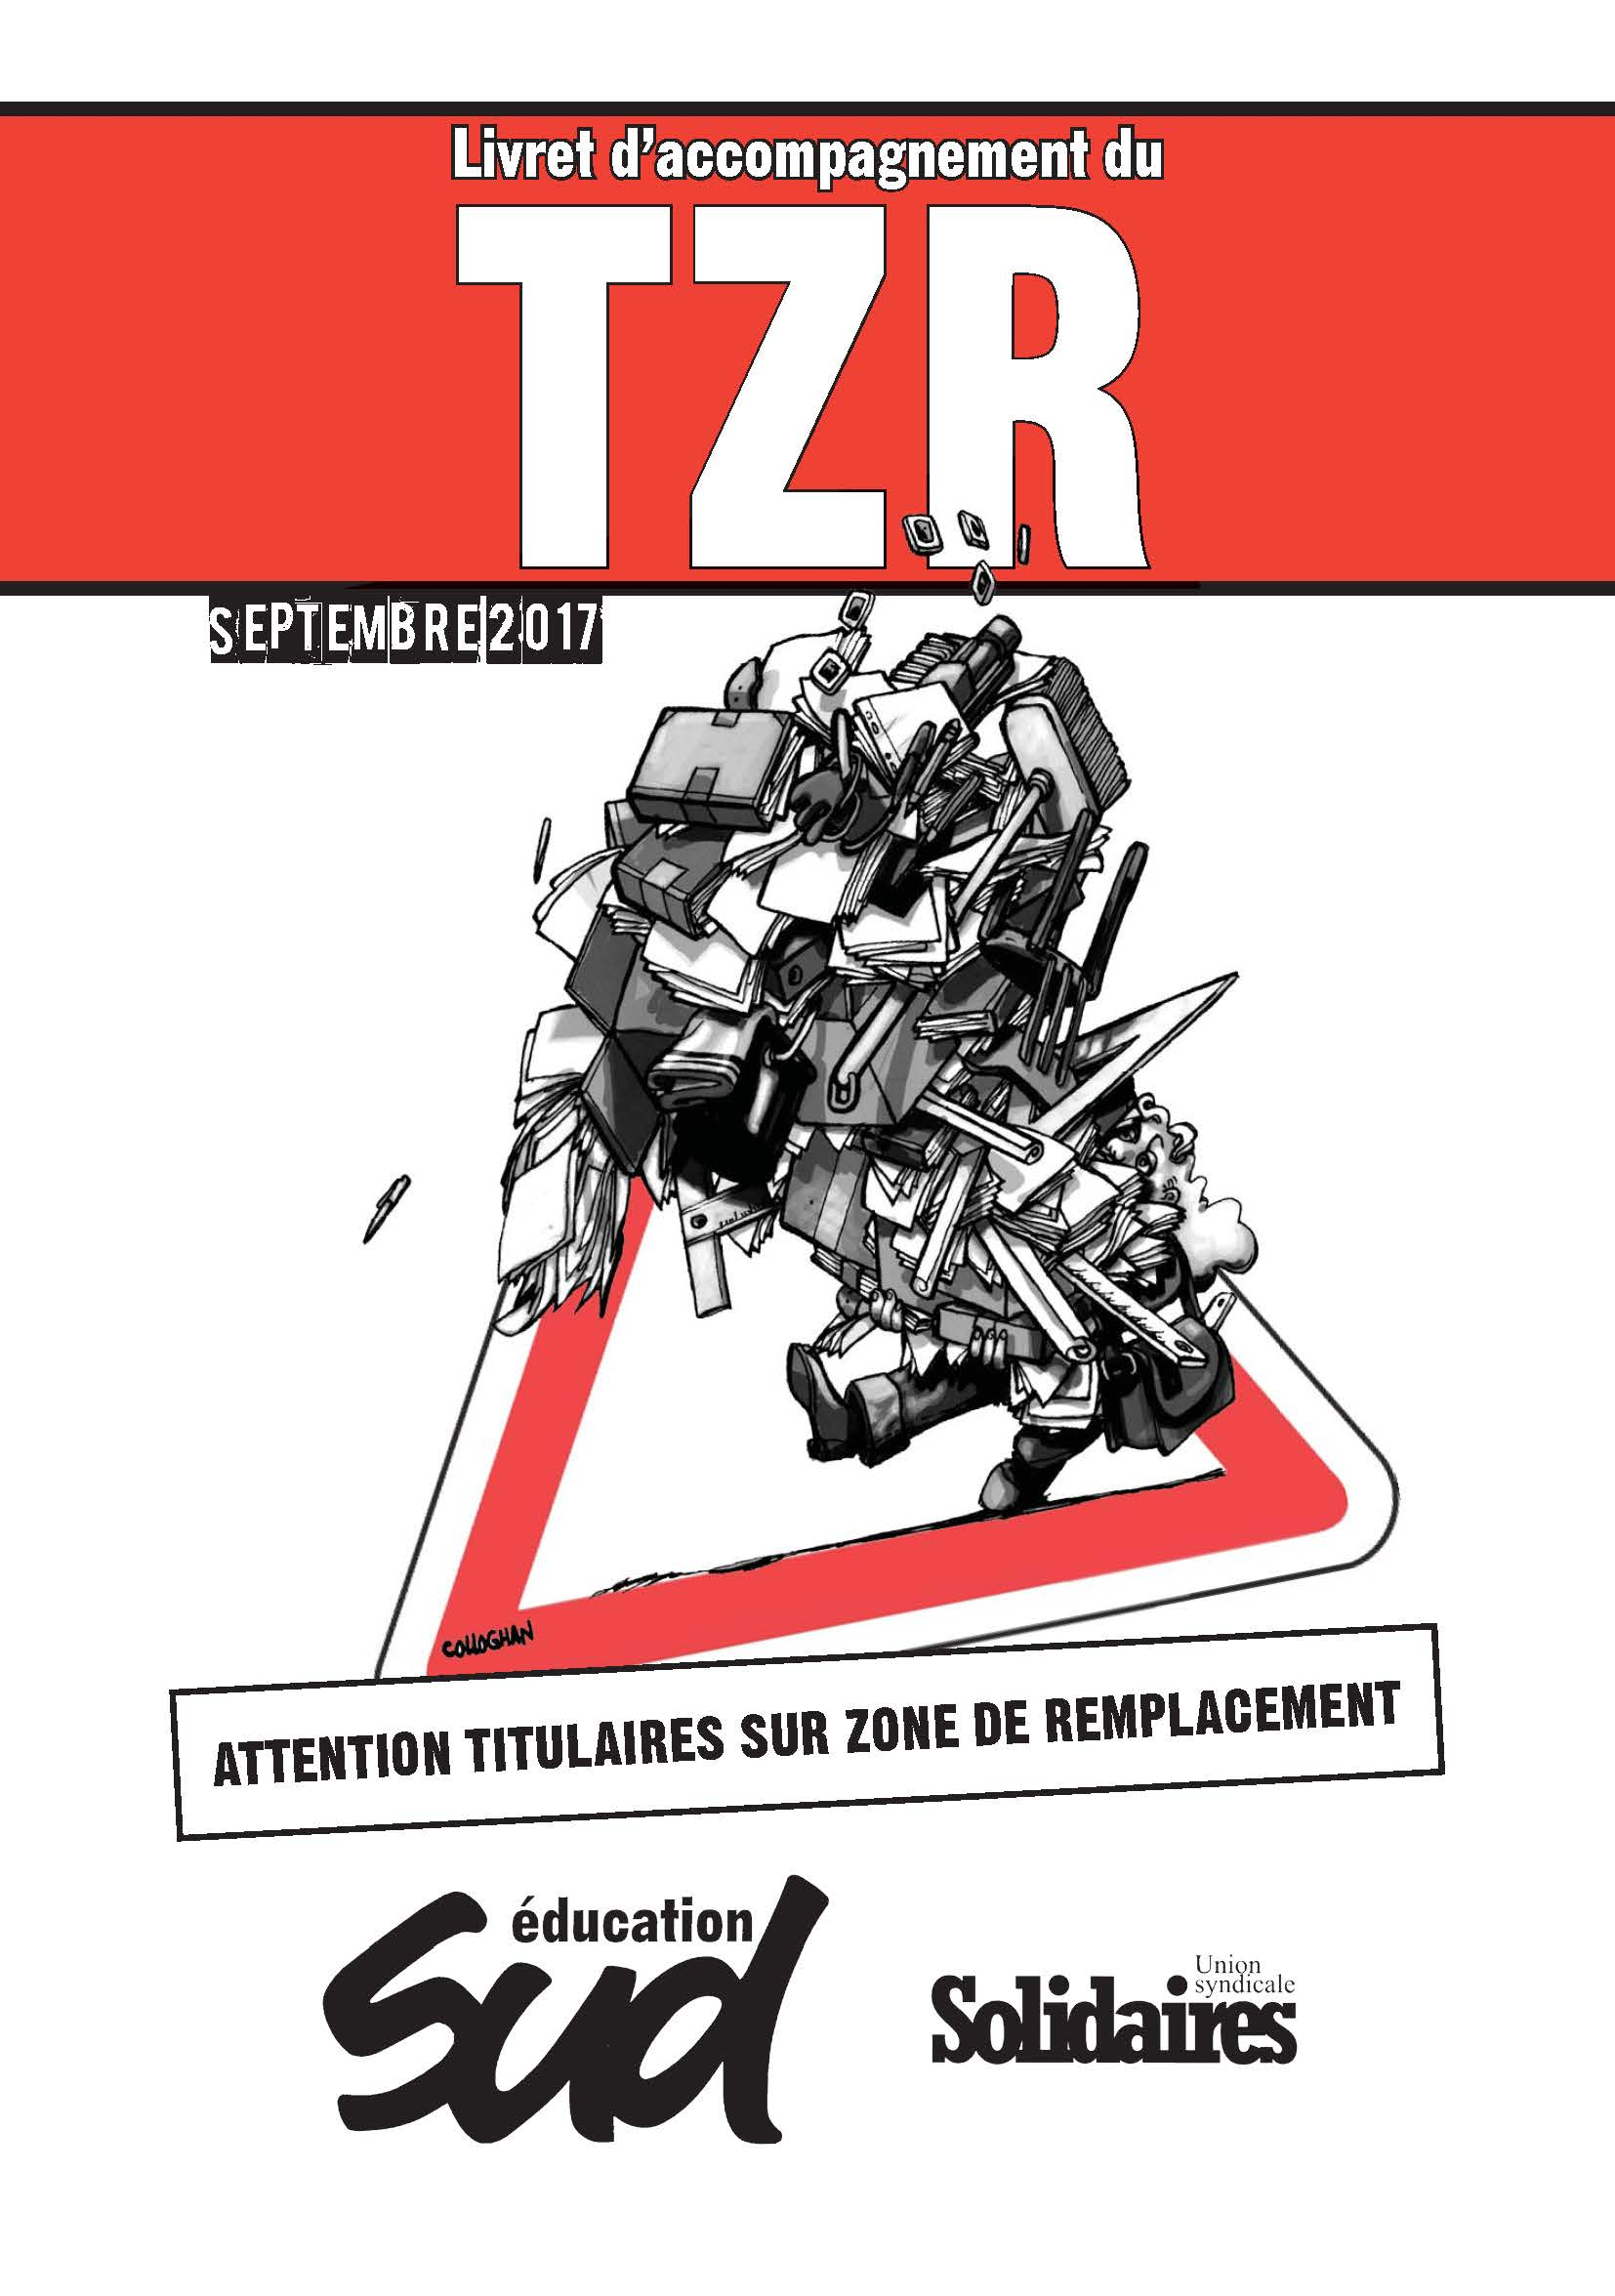 Livret d'accompagnement du
TZR
SEPTEMBRE 2017
COLLOGHAN
ATTENTION TITULAIRES SUR ZONE DE REMPLACEMENT
éducation
Sud
Union
syndicale
Solidaires